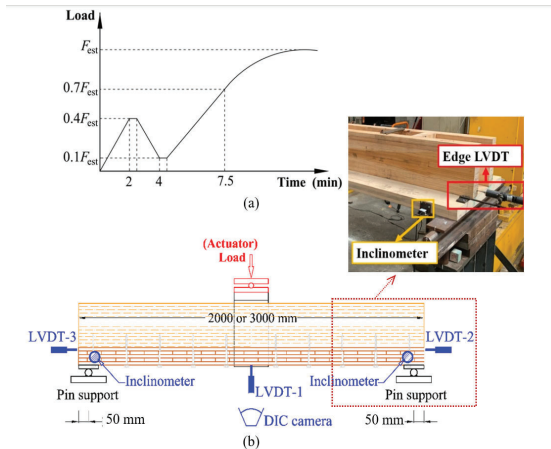 Load
F_est
0.7F_est
0.4F_est
0.1F_est
2 4 7.5 Time (min)
(a)
Edge LVDT
Inclinometer
(Actuator)
Load
2000 or 3000 mm
LVDT-3
LVDT-2
Inclinometer
Inclinometer
LVDT-1
Pin support
Pin support
50 mm
DIC camera
50 mm
(b)